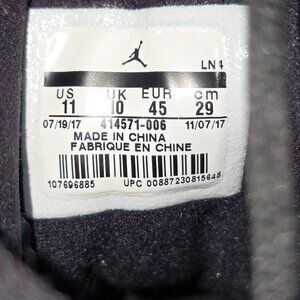 LN4
US UK EUR cm
11 10 45 29
07/19/17 414571-006 11/07/17
MADE IN CHINA
FABRIQUE EN CHINE
107696885 UPC 00887230815648